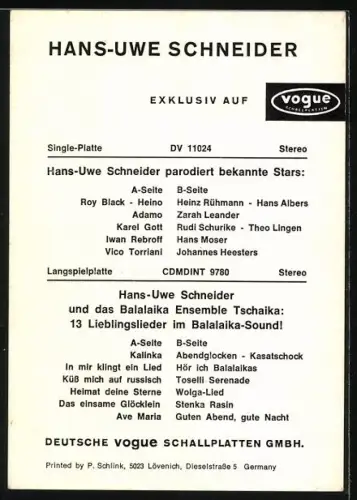 HANS-UWE SCHNEIDER
EXKLUSIV AUF vogue
SCHALLPLATTEN
Single-Platte DV 11024 Stereo
Hans-Uwe Schneider parodiert bekannte Stars:
A-Seite B-Seite
Roy Black - Heino Heinz Rühmann - Hans Albers
Adamo Zarah Leander
Karel Gott Rudi Schurike - Theo Lingen
Iwan Rebroff Hans Moser
Vico Torriani Johannes Heesters
Langspielplatte CDMDINT 9780 Stereo
Hans-Uwe Schneider
und das Balalaika Ensemble Tschaika:
13 Lieblingslieder im Balalaika-Sound!
A-Seite B-Seite
Kalinka Abendglocken - Kasatschock
In mir klingt ein Lied Hör ich Balalaikas
Küß mich auf russisch Toselli Serenade
Heimat deine Sterne Wolga-Lied
Das einsame Glöcklein Stenka Rasin
Ave Maria Guten Abend, gute Nacht
DEUTSCHE vogue SCHALLPLATTEN GMBH.
Printed by P. Schlink, 5023 Lövenich, Dieselstraße 5 Germany